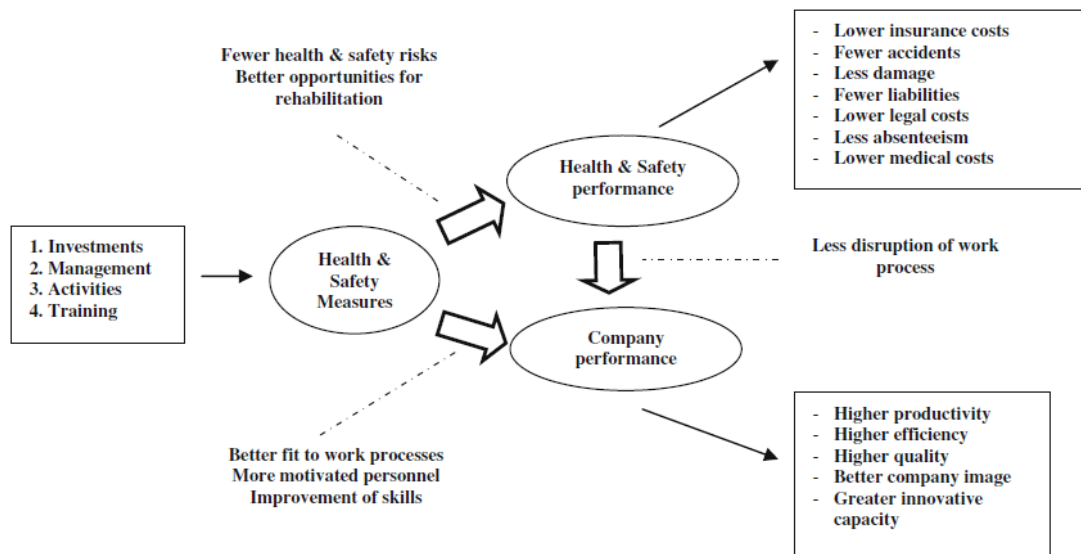 Fewer health & safety risks
Better opportunities for
rehabilitation
- Lower insurance costs
- Fewer accidents
- Less damage
- Fewer liabilities
- Lower legal costs
- Less absenteeism
- Lower medical costs
Health & Safety
performance
1. Investments
2. Management
3. Activities
4. Training
Health &
Safety
Measures
Less disruption of work
process
Company
performance
Better fit to work processes
More motivated personnel
Improvement of skills
- Higher productivity
- Higher efficiency
- Higher quality
- Better company image
- Greater innovative
capacity